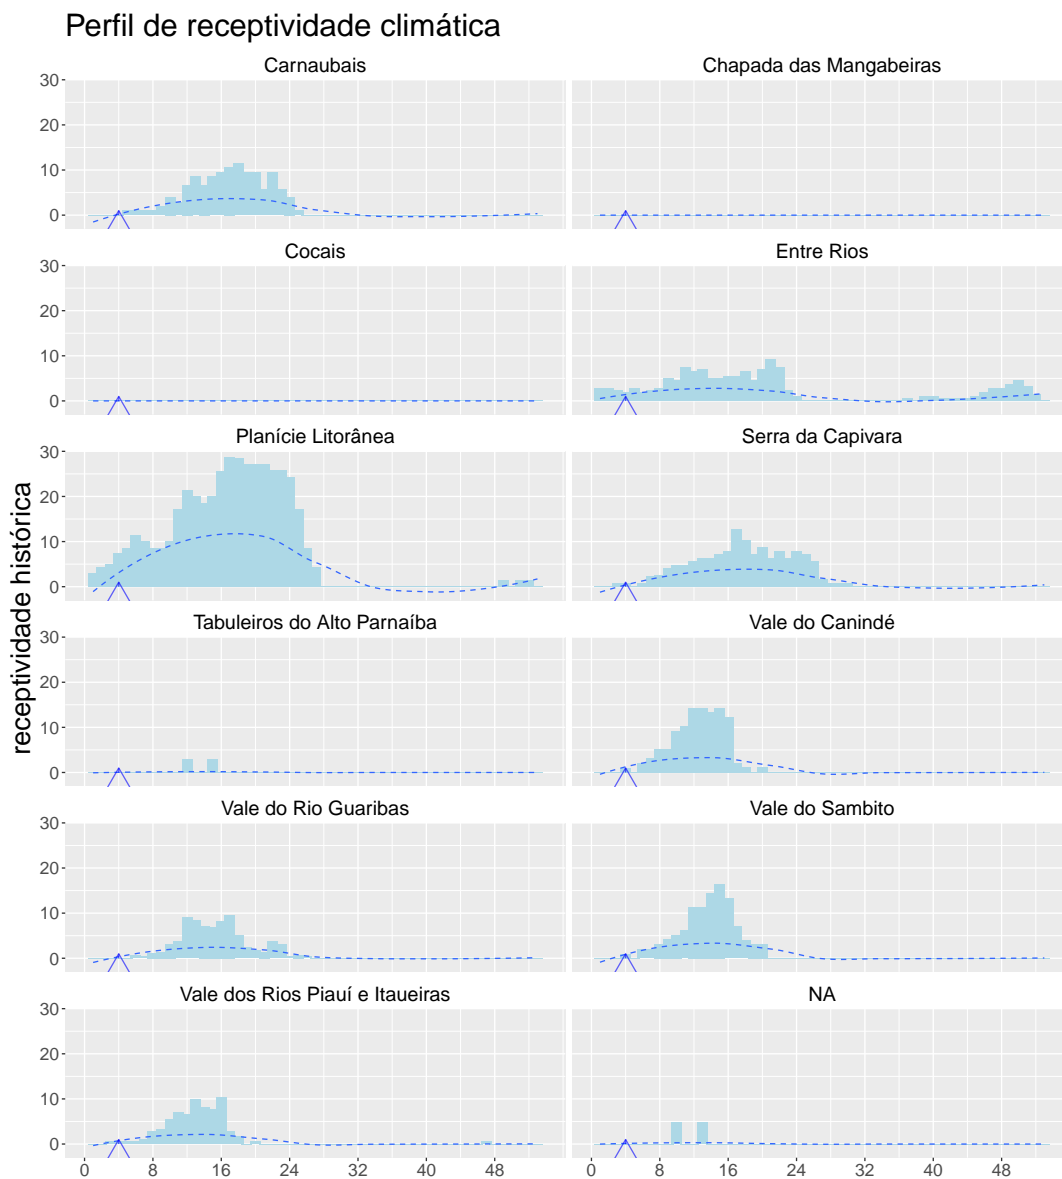 Perfil de receptividade climática
Carnaubais
Chapada das Mangabeiras
30
20
10
0
Cocais
Entre Rios
30
20
10
0
Planície Litorânea
Serra da Capivara
30
20
10
0
receptividade histórica
Tabuleiros do Alto Parnaíba
Vale do Canindé
30
20
10
0
Vale do Rio Guaribas
Vale do Sambito
30
20
10
0
Vale dos Rios Piauí e Itaueiras
NA
30
20
10
0
0 8 16 24 32 40 48
0 8 16 24 32 40 48